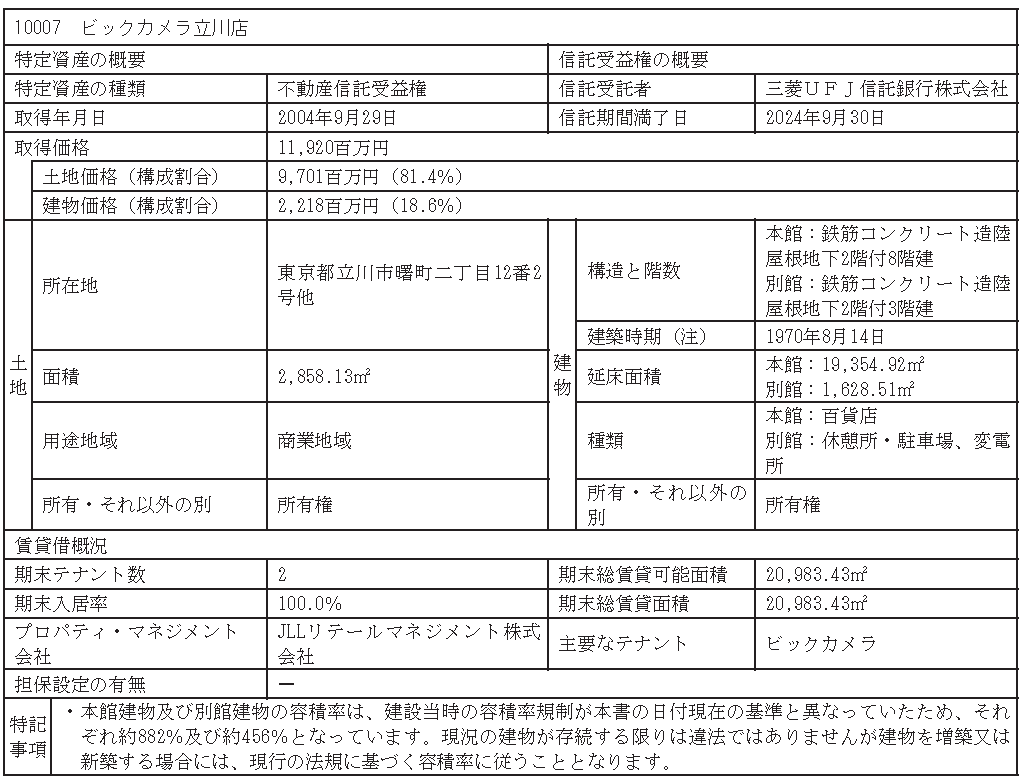 10007　ビックカメラ立川店
特定資産の概要　信託受益権の概要
特定資産の種類　不動産信託受益権　信託受託者　三菱ＵＦＪ信託銀行株式会社
取得年月日　2004年9月29日　信託期間満了日　2024年9月30日
取得価格　11,920百万円
土地価格（構成割合）　9,701百万円（81.4%）
建物価格（構成割合）　2,218百万円（18.6%）
土地
所在地
東京都立川市曙町二丁目12番2
号他
面積　2,858.13㎡
用途地域　商業地域
所有・それ以外の別　所有権
建物
構造と階数
本館：鉄筋コンクリート造陸
屋根地下2階付8階建
別館：鉄筋コンクリート造陸
屋根地下2階付3階建
建築時期（注）　1970年8月14日
延床面積
本館：19,354.92㎡
別館：1,628.51㎡
種類
本館：百貨店
別館：休憩所・駐車場、変電
所
所有・それ以外の
別
所有権
賃貸借概況
期末テナント数　2　期末総賃貸可能面積　20,983.43㎡
期末入居率　100.0%　期末総賃貸面積　20,983.43㎡
プロパティ・マネジメント
会社
JLLリテールマネジメント株式
会社
主要なテナント　ビックカメラ
担保設定の有無　－
特記
事項
・本館建物及び別館建物の容積率は、建設当時の容積率規制が本書の日付現在の基準と異なっていたため、それ
ぞれ約882%及び約456%となっています。現況の建物が存続する限りは違法ではありませんが建物を増築又は
新築する場合には、現行の法規に基づく容積率に従うこととなります。